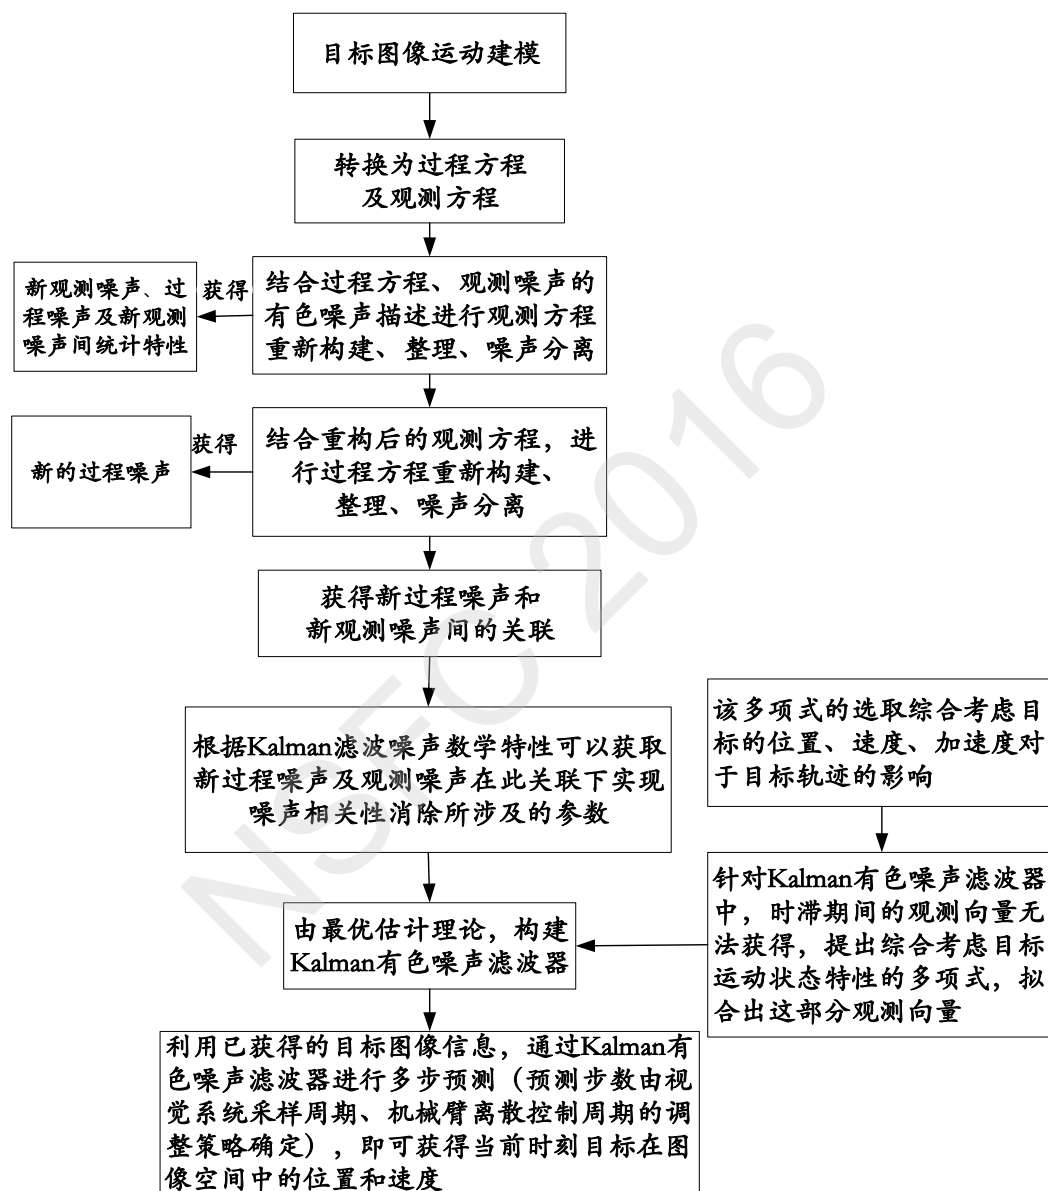 目标图像运动建模
转换为过程方程
及观测方程
结合过程方程、观测噪声的
有色噪声描述进行观测方程
重新构建、整理、噪声分离
获得
新观测噪声、过
程噪声及新观测
噪声间统计特性
结合重构后的观测方程，进
行过程方程重新构建、
整理、噪声分离
获得
新的过程噪声
获得新过程噪声和
新观测噪声间的关联
根据Kalman滤波噪声数学特性可以获取
新过程噪声及观测噪声在此关联下实现
噪声相关性消除所涉及的参数
该多项式的选取综合考虑目
标的位置、速度、加速度对
于目标轨迹的影响
针对Kalman有色噪声滤波器
中，时滞期间的观测向量无
法获得，提出综合考虑目标
运动状态特性的多项式，拟
合出这部分观测向量
由最优估计理论，构建
Kalman有色噪声滤波器
利用已获得的目标图像信息，通过Kalman有
色噪声滤波器进行多步预测（预测步数由视
觉系统采样周期、机械臂离散控制周期的调
整策略确定），即可获得当前时刻目标在图
像空间中的位置和速度
NSFC 2016